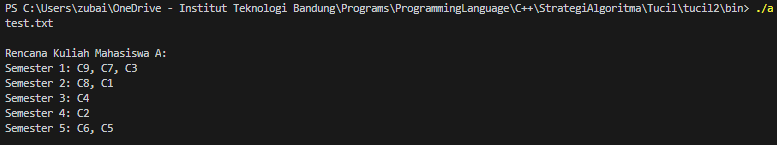 PS C:\Users\zubai\OneDrive - Institut Teknologi Bandung\Programs\ProgrammingLanguage\C++\StrategiAlgoritma\Tucil\tucil2\bin> ./a
test.txt
Rencana Kuliah Mahasiswa A:
Semester 1: C9, C7, C3
Semester 2: C8, C1
Semester 3: C4
Semester 4: C2
Semester 5: C6, C5